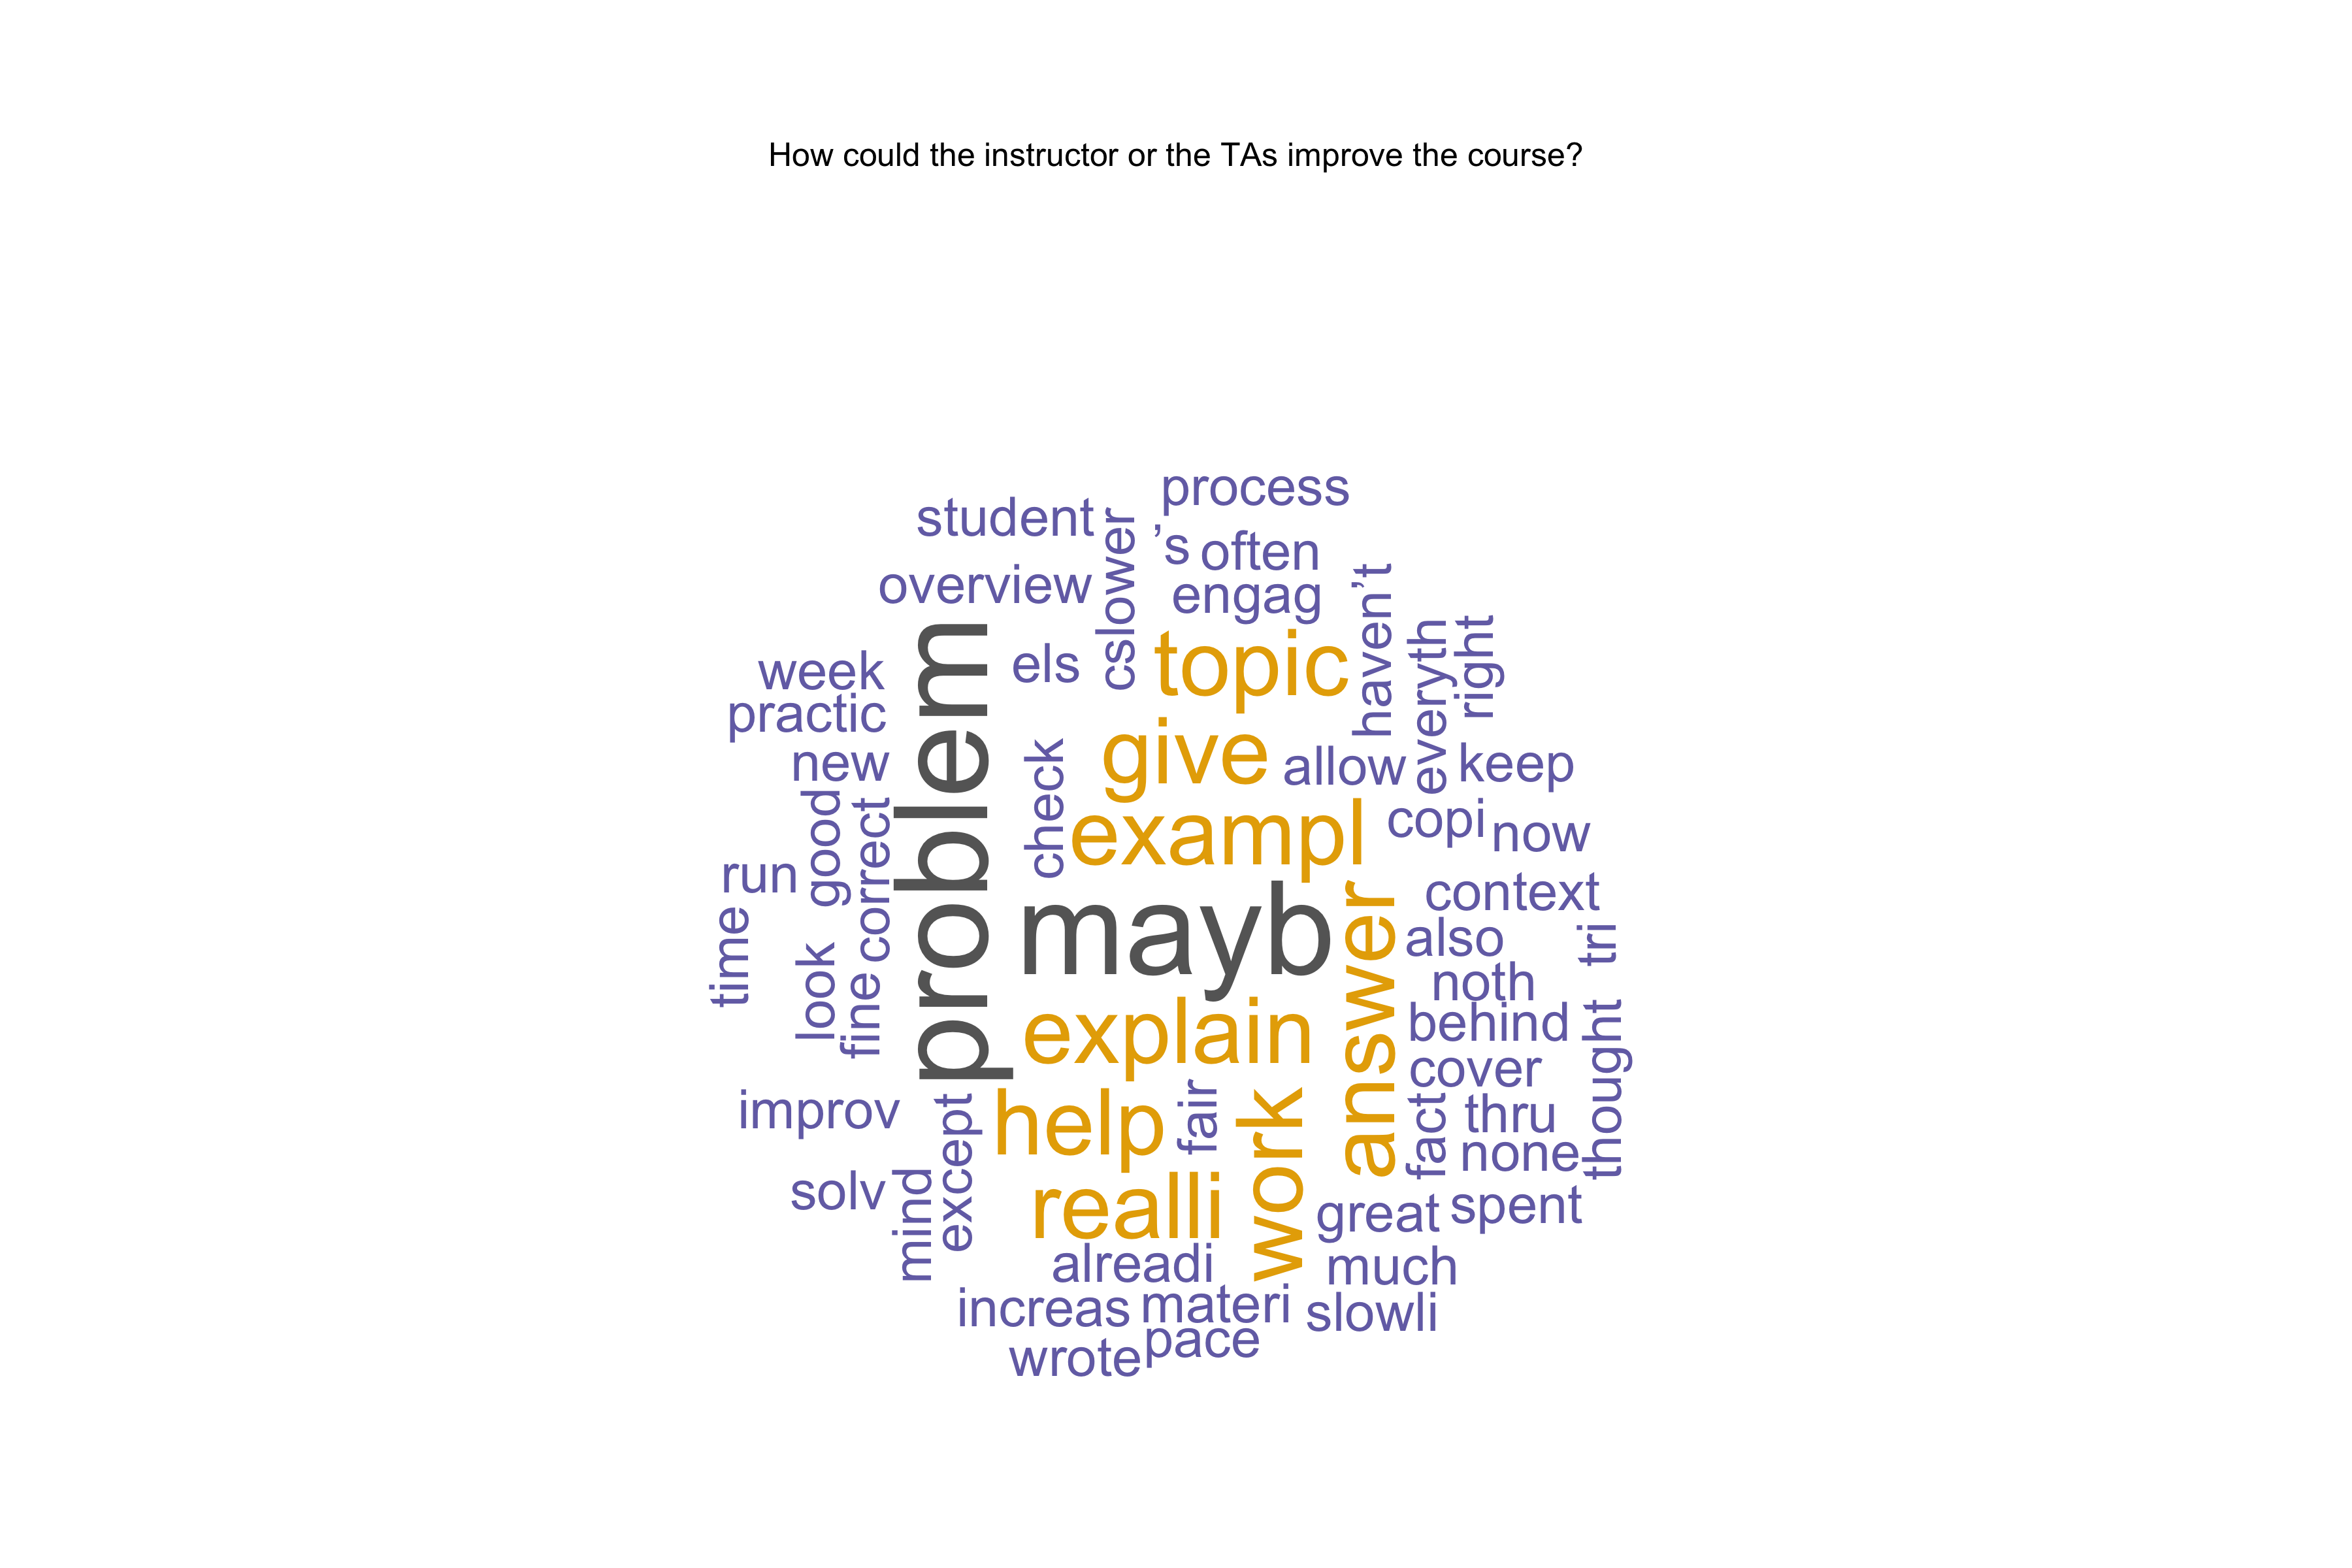 How could the instructor or the TAs improve the course?
process
student
cslower
’s
often
overview
engag
haven’t
week
els
topic
everyth
right
practic
new
check
give
allow
keep
problem
good
correct
exampl
copi
now
run
mayb
answer
context
time
look
fine
also
tri
noth
explain
behind
thought
cover
improv
except
help
fair
work
fact
thru
none
solv
mind
realli
great
spent
alreadi
much
increas
materi
slowli
wrote
pace